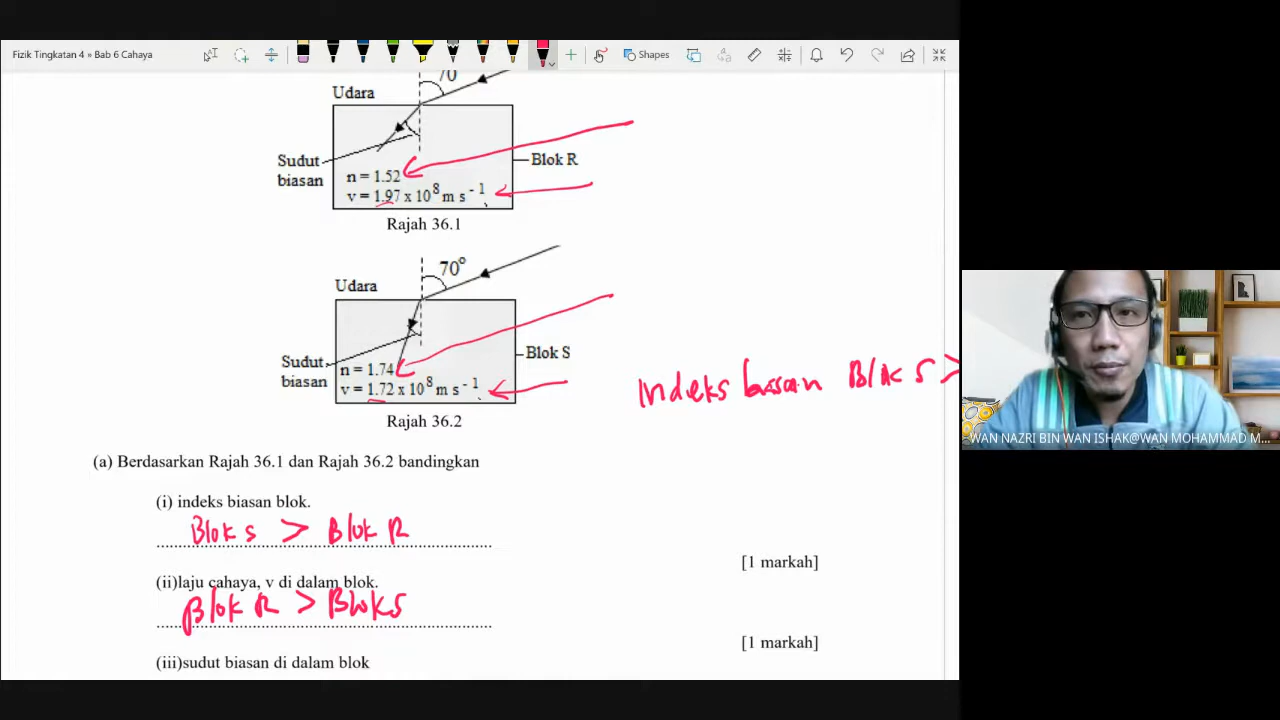 Fizik Tingkatan 4 » Bab 6 Cahaya
Shapes
70
Udara
Sudut biasan
n = 1.52
v = 1.97 x 10⁸ m s⁻¹
Blok R
Rajah 36.1
70°
Udara
Sudut biasan
n = 1.74
v = 1.72 x 10⁸ m s⁻¹
Blok S
Rajah 36.2
Indeks biasan Blok S >
WAN NAZRI BIN WAN ISHAK@WAN MOHAMMAD M...
(a) Berdasarkan Rajah 36.1 dan Rajah 36.2 bandingkan
(i) indeks biasan blok.
Blok S > Blok R
[1 markah]
(ii)laju cahaya, v di dalam blok.
Blok R > Blok S
[1 markah]
(iii)sudut biasan di dalam blok